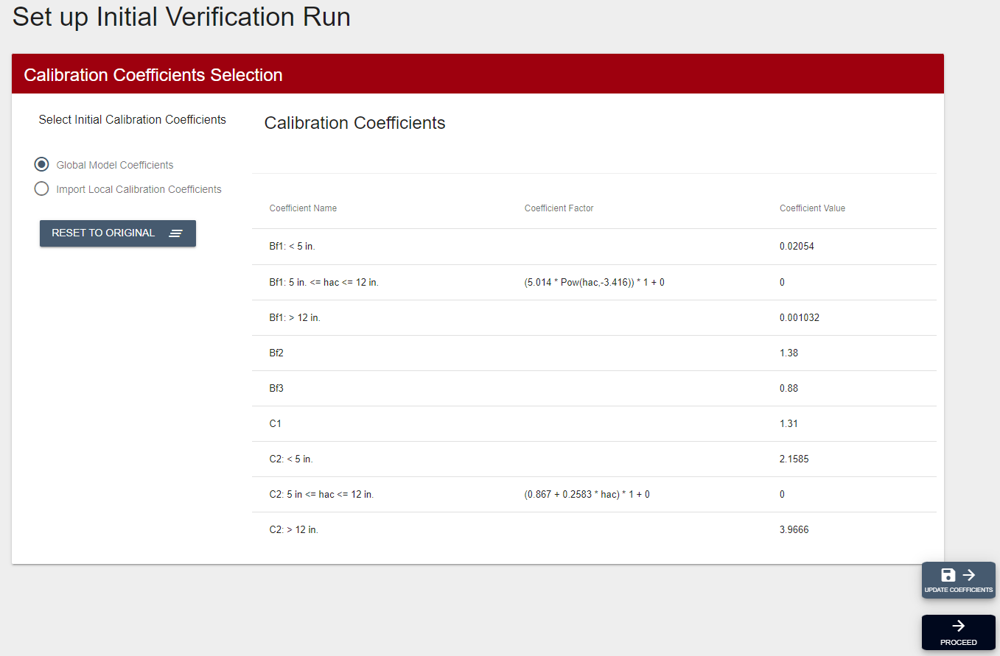 Set up Initial Verification Run
Calibration Coefficients Selection
Select Initial Calibration Coefficients
Global Model Coefficients
Import Local Calibration Coefficients
RESET TO ORIGINAL
Calibration Coefficients
Coefficient Name Coefficient Factor Coefficient Value
Bf1: < 5 in. 0.02054
Bf1: 5 in. <= hac <= 12 in. (5.014 * Pow(hac,-3.416)) * 1 + 0 0
Bf1: > 12 in. 0.001032
Bf2 1.38
Bf3 0.88
C1 1.31
C2: < 5 in. 2.1585
C2: 5 in <= hac <= 12 in. (0.867 + 0.2583 * hac) * 1 + 0 0
C2: > 12 in. 3.9666
UPDATE COEFFICIENTS
PROCEED